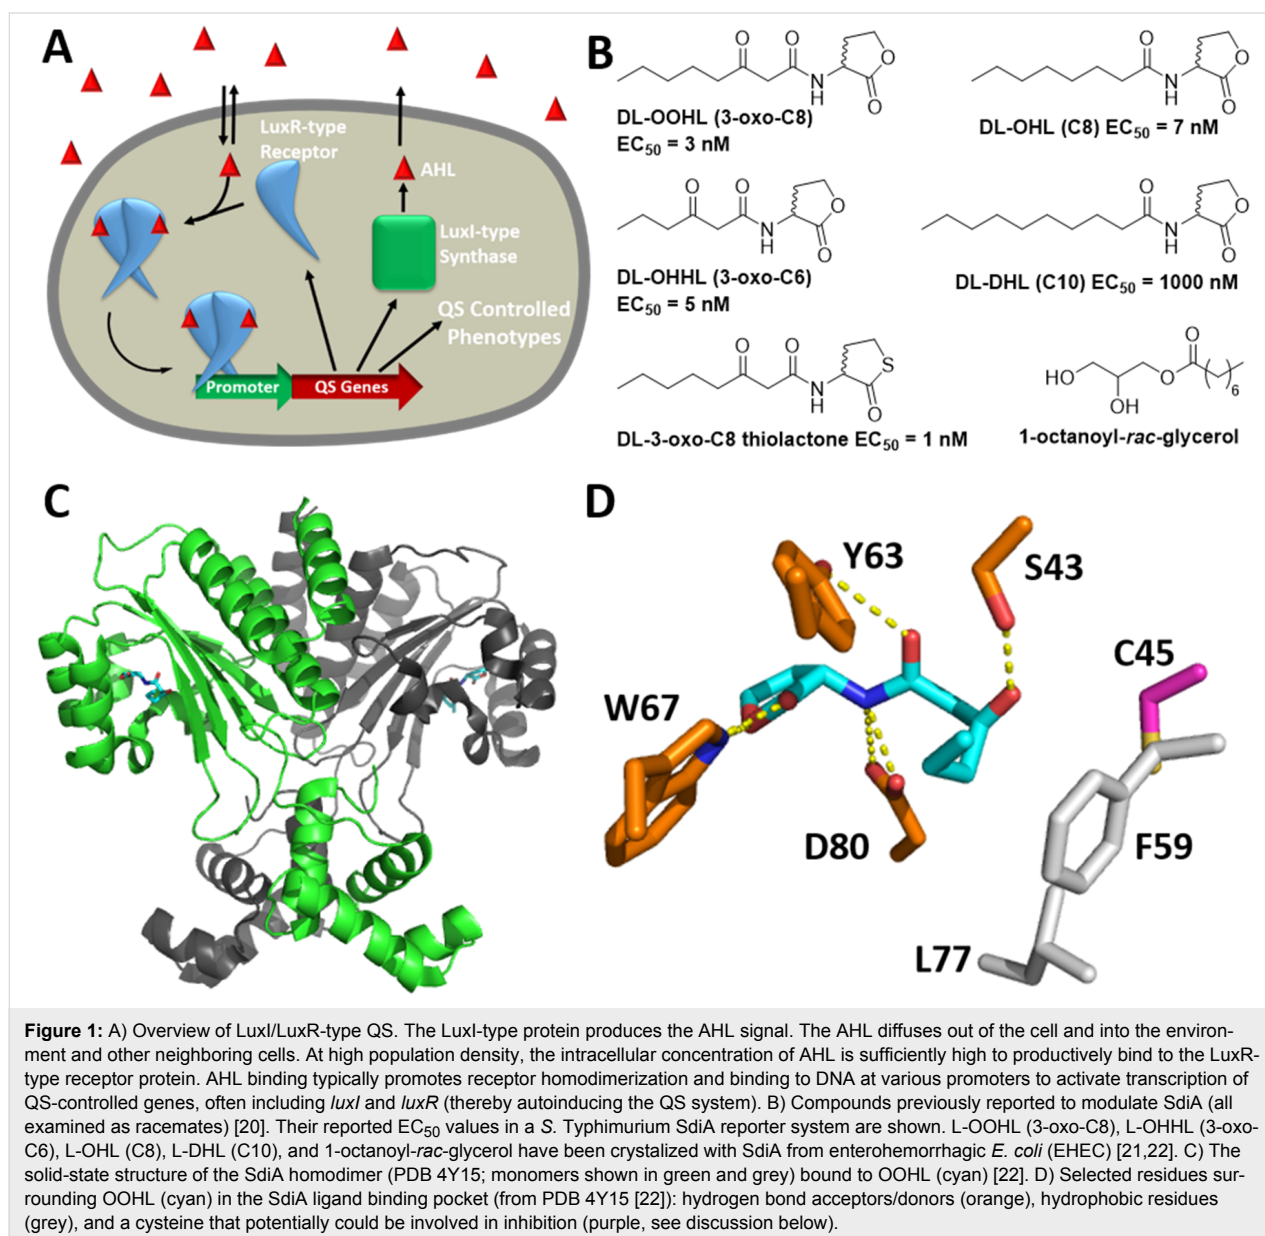 A
LuxR-type
Receptor
AHL
LuxI-type
Synthase
QS Controlled
Phenotypes
Promoter
QS Genes
B
O O O N H O
DL-OOHL (3-oxo-C8)
EC50 = 3 nM
O O N H O
DL-OHL (C8) EC50 = 7 nM
O O O N H O
DL-OHHL (3-oxo-C6)
EC50 = 5 nM
O O N H O
DL-DHL (C10) EC50 = 1000 nM
O O S N H O
DL-3-oxo-C8 thiolactone EC50 = 1 nM
O HO O ( ) 6 OH
1-octanoyl-rac-glycerol
C
D
Y63
S43
C45
W67
D80
F59
L77
Figure 1: A) Overview of LuxI/LuxR-type QS. The LuxI-type protein produces the AHL signal. The AHL diffuses out of the cell and into the environ-
ment and other neighboring cells. At high population density, the intracellular concentration of AHL is sufficiently high to productively bind to the LuxR-
type receptor protein. AHL binding typically promotes receptor homodimerization and binding to DNA at various promoters to activate transcription of
QS-controlled genes, often including luxI and luxR (thereby autoinducing the QS system). B) Compounds previously reported to modulate SdiA (all
examined as racemates) [20]. Their reported EC50 values in a S. Typhimurium SdiA reporter system are shown. L-OOHL (3-oxo-C8), L-OHHL (3-oxo-
C6), L-OHL (C8), L-DHL (C10), and 1-octanoyl-rac-glycerol have been crystalized with SdiA from enterohemorrhagic E. coli (EHEC) [21,22]. C) The
solid-state structure of the SdiA homodimer (PDB 4Y15; monomers shown in green and grey) bound to OOHL (cyan) [22]. D) Selected residues sur-
rounding OOHL (cyan) in the SdiA ligand binding pocket (from PDB 4Y15 [22]): hydrogen bond acceptors/donors (orange), hydrophobic residues
(grey), and a cysteine that potentially could be involved in inhibition (purple, see discussion below).